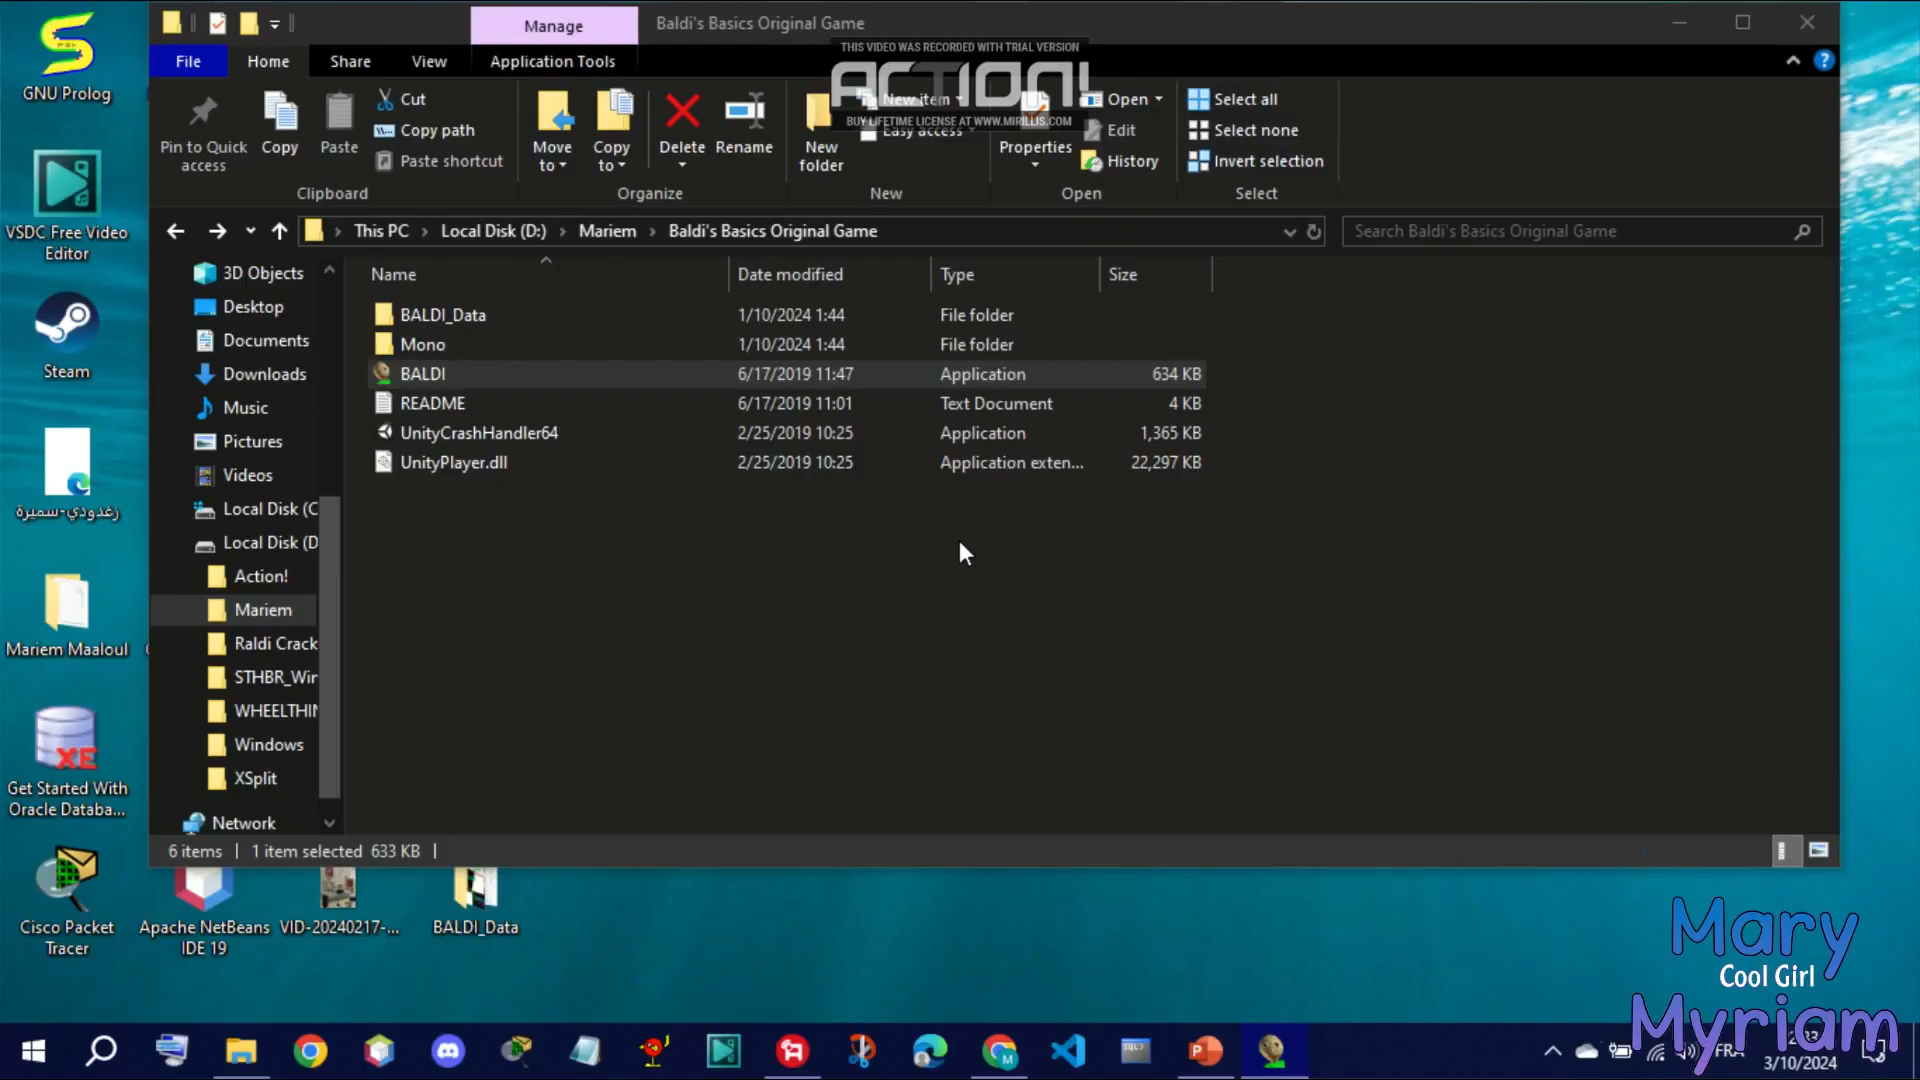 Manage
Baldi's Basics Original Game
THIS VIDEO WAS RECORDED WITH TRIAL VERSION
ACTION!
BUY LIFETIME LICENSE AT WWW.MIRILLIS.COM
File
Home
Share
View
Application Tools
Pin to Quick access
Copy
Paste
Cut
Copy path
Paste shortcut
Clipboard
Move to
Copy to
Delete
Rename
Organize
New folder
New item
Easy access
New
Properties
Open
Edit
History
Open
Select all
Select none
Invert selection
Select
This PC
Local Disk (D:)
Mariem
Baldi's Basics Original Game
Search Baldi's Basics Original Game
Name
Date modified
Type
Size
BALDI_Data 1/10/2024 1:44 File folder
Mono 1/10/2024 1:44 File folder
BALDI 6/17/2019 11:47 Application 634 KB
README 6/17/2019 11:01 Text Document 4 KB
UnityCrashHandler64 2/25/2019 10:25 Application 1,365 KB
UnityPlayer.dll 2/25/2019 10:25 Application exten... 22,297 KB
3D Objects
Desktop
Documents
Downloads
Music
Pictures
Videos
Local Disk (C
Local Disk (D
Action!
Mariem
Raldi Crack
STHBR_Wir
WHEELTHIN
Windows
XSplit
Network
6 items
1 item selected 633 KB
GNU Prolog
VSDC Free Video
Editor
Steam
زغدودي-سميرة
Mariem Maaloul
Get Started With
Oracle Databa...
Cisco Packet
Tracer
Apache NetBeans
IDE 19
VID-20240217-...
BALDI_Data
Mary
Cool Girl
Myriam
FRA
3/10/2024